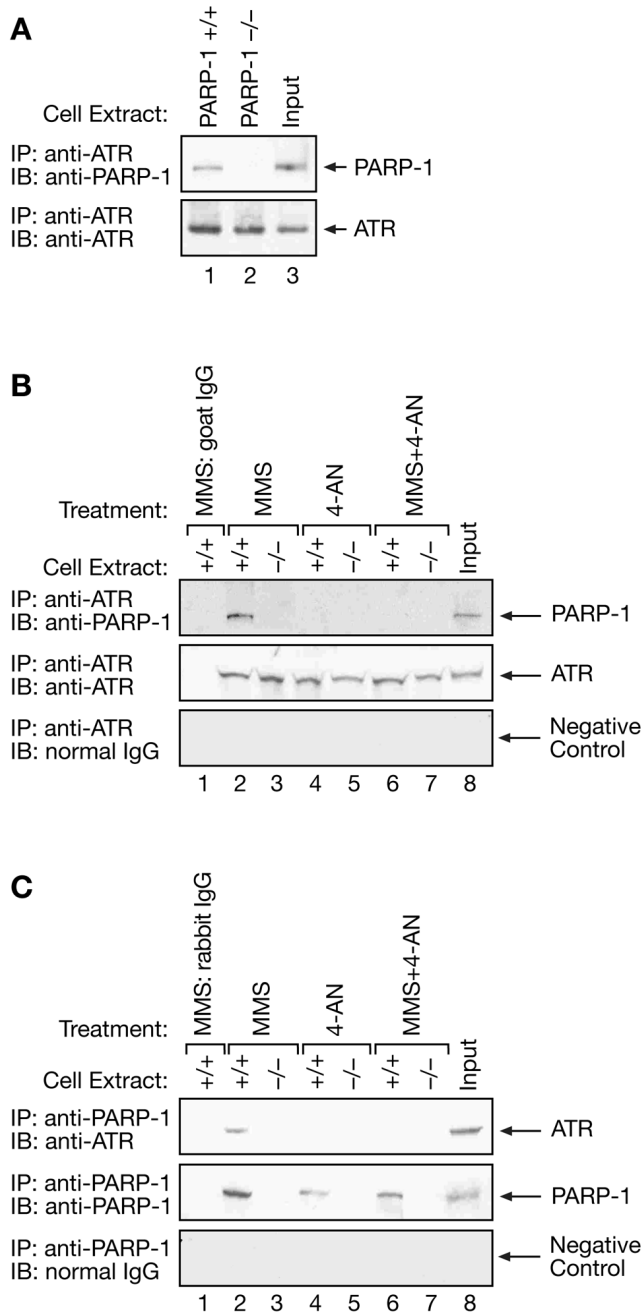 A
PARP-1 +/+
PARP-1 –/–
Input
Cell Extract:
IP: anti-ATR
IB: anti-PARP-1
PARP-1
IP: anti-ATR
IB: anti-ATR
ATR
1 2 3
B
MMS: goat IgG
MMS
4-AN
MMS+4-AN
Treatment:
Cell Extract: +/+ +/+ –/– +/+ –/– +/+ –/– Input
IP: anti-ATR
IB: anti-PARP-1
PARP-1
IP: anti-ATR
IB: anti-ATR
ATR
IP: anti-ATR
IB: normal IgG
Negative
Control
1 2 3 4 5 6 7 8
C
MMS: rabbit IgG
MMS
4-AN
MMS+4-AN
Treatment:
Cell Extract: +/+ +/+ –/– +/+ –/– +/+ –/– Input
IP: anti-PARP-1
IB: anti-ATR
ATR
IP: anti-PARP-1
IB: anti-PARP-1
PARP-1
IP: anti-PARP-1
IB: normal IgG
Negative
Control
1 2 3 4 5 6 7 8